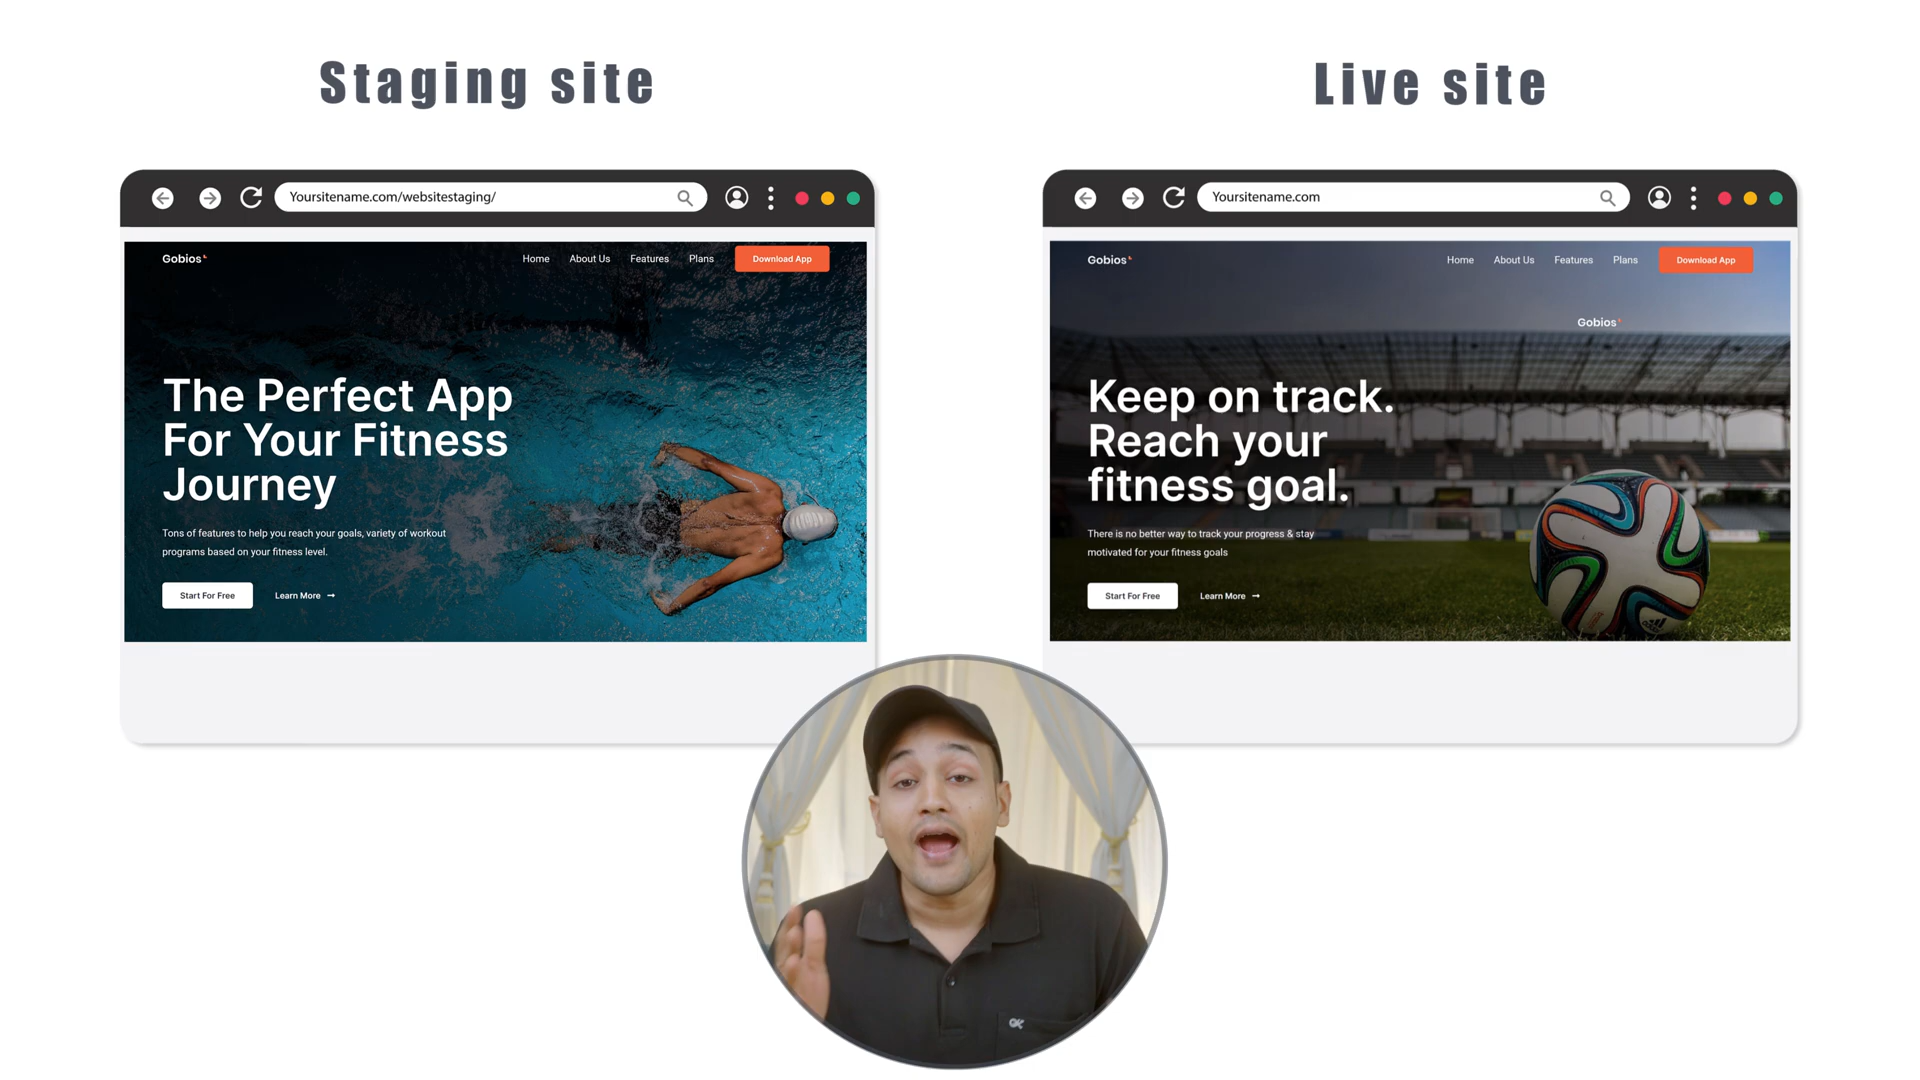 Staging site
Live site
Yoursitename.com/websitestaging/
Gobios
Home
About Us
Features
Plans
Download App
The Perfect App
For Your Fitness
Journey
Tons of features to help you reach your goals, variety of workout
programs based on your fitness level.
Start For Free
Learn More
Yoursitename.com
Gobios
Home
About Us
Features
Plans
Download App
Gobios
Keep on track.
Reach your
fitness goal.
There is no better way to track your progress & stay
motivated for your fitness goals
Start For Free
Learn More